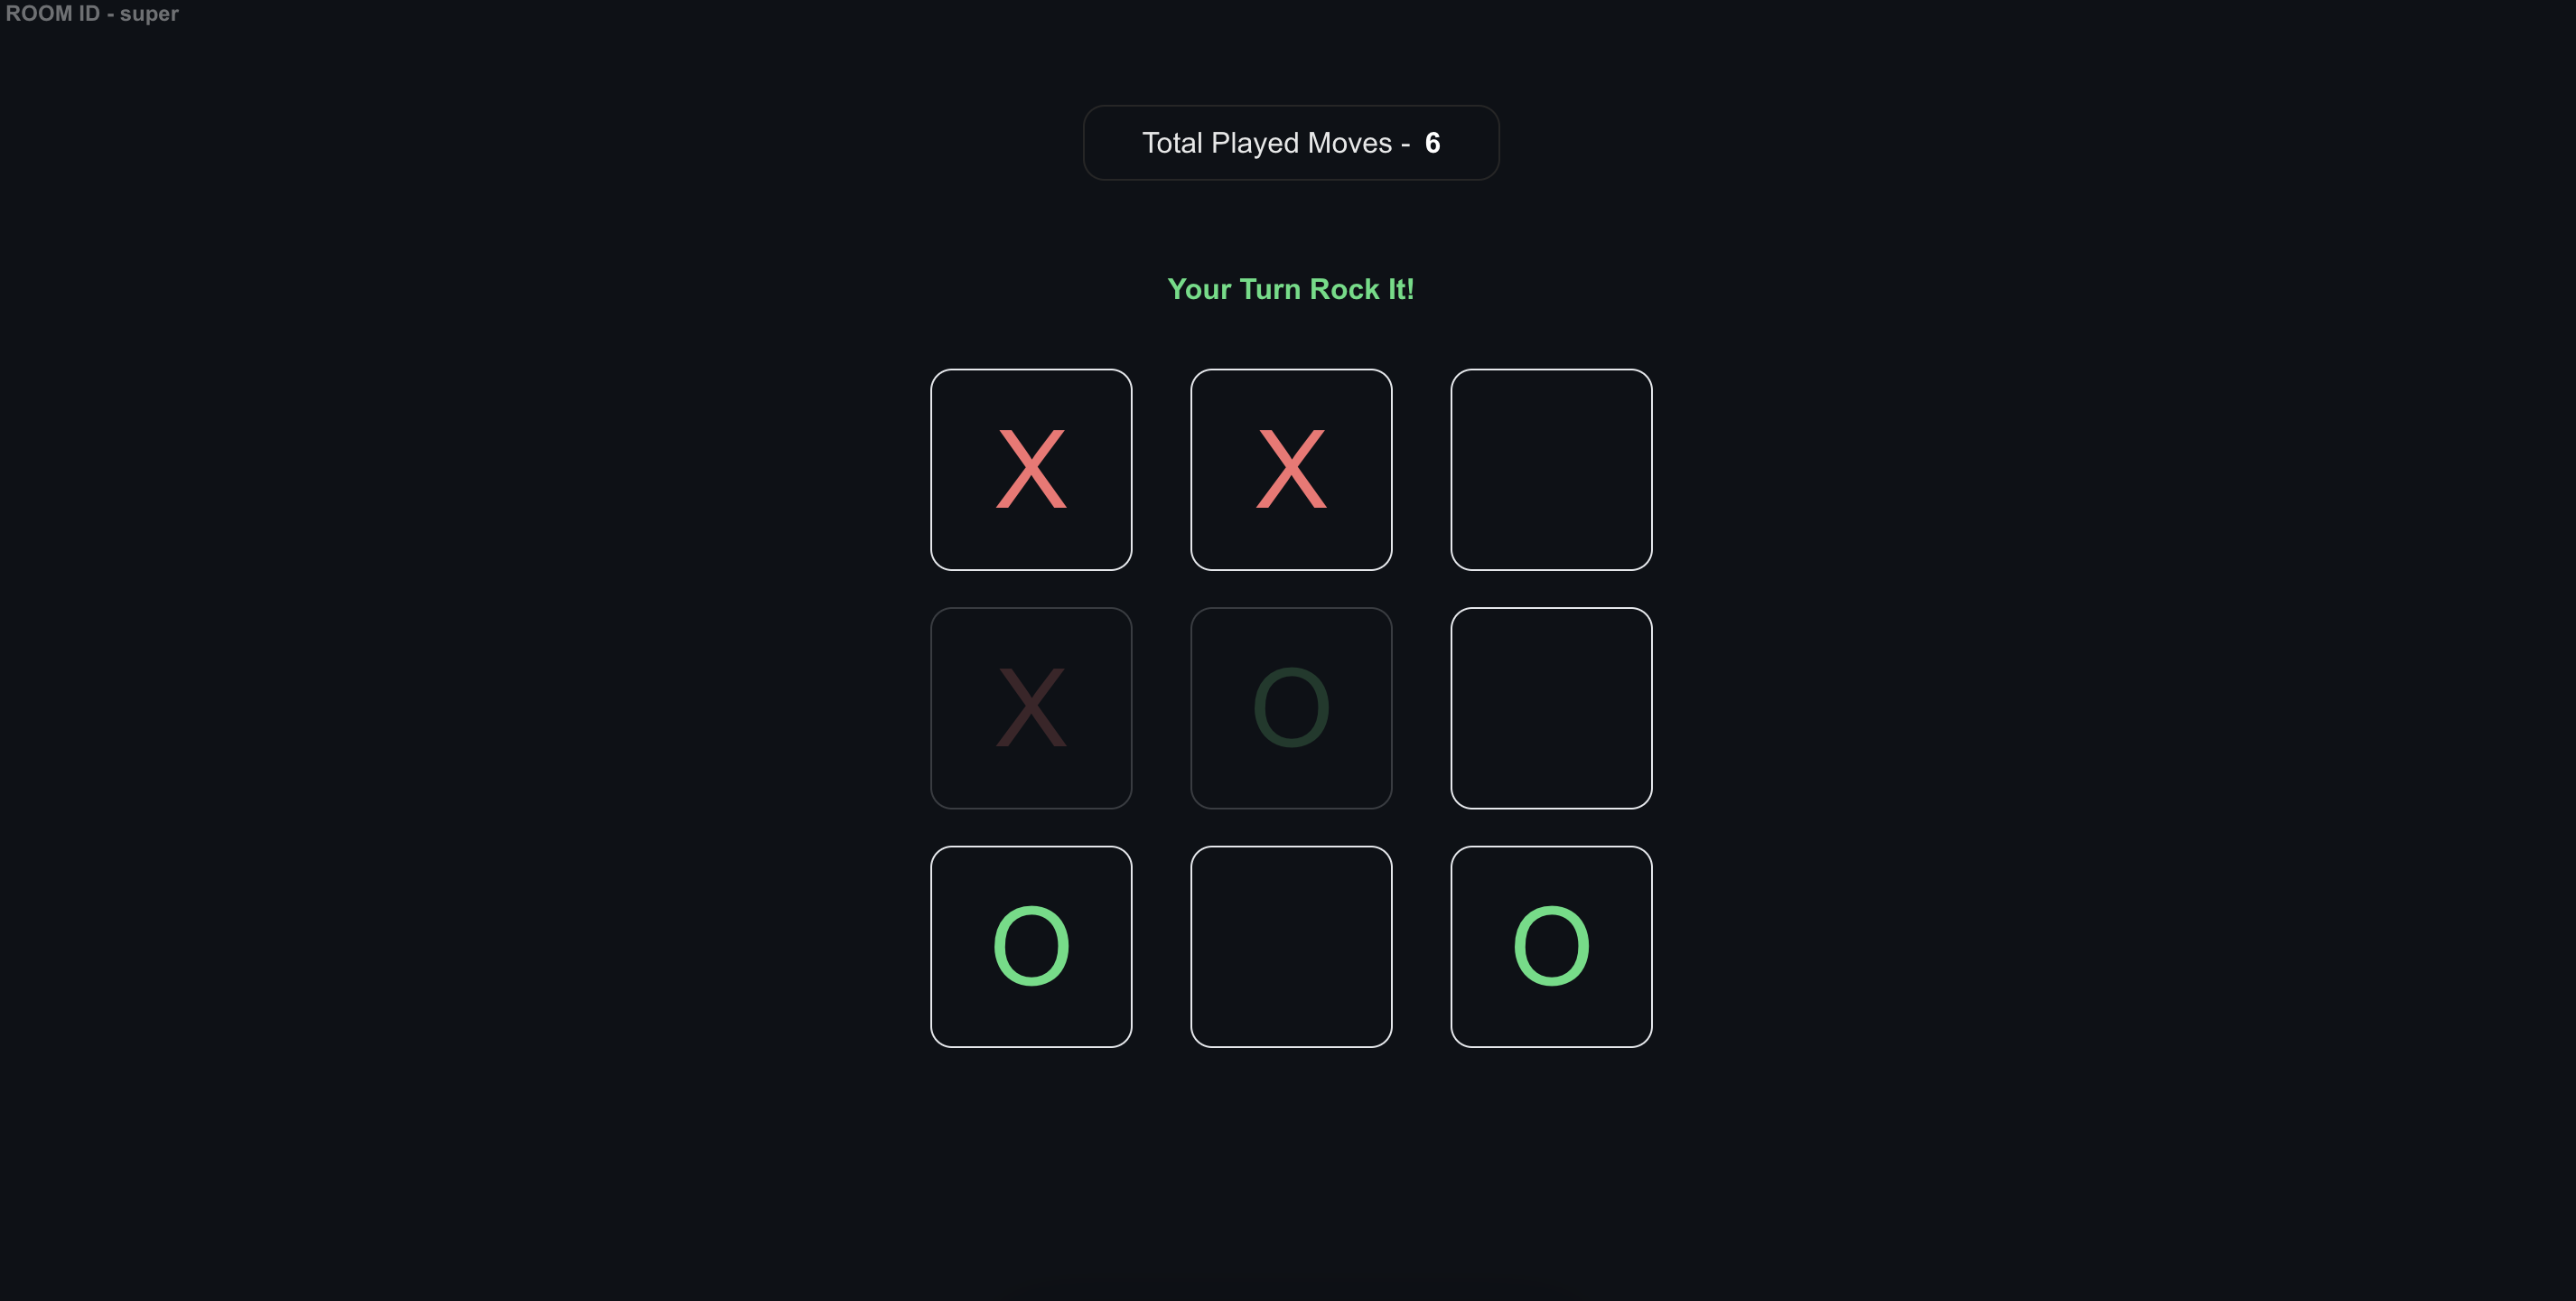 ROOM ID - super
Total Played Moves - 6
Your Turn Rock It!
X X
X O
O O